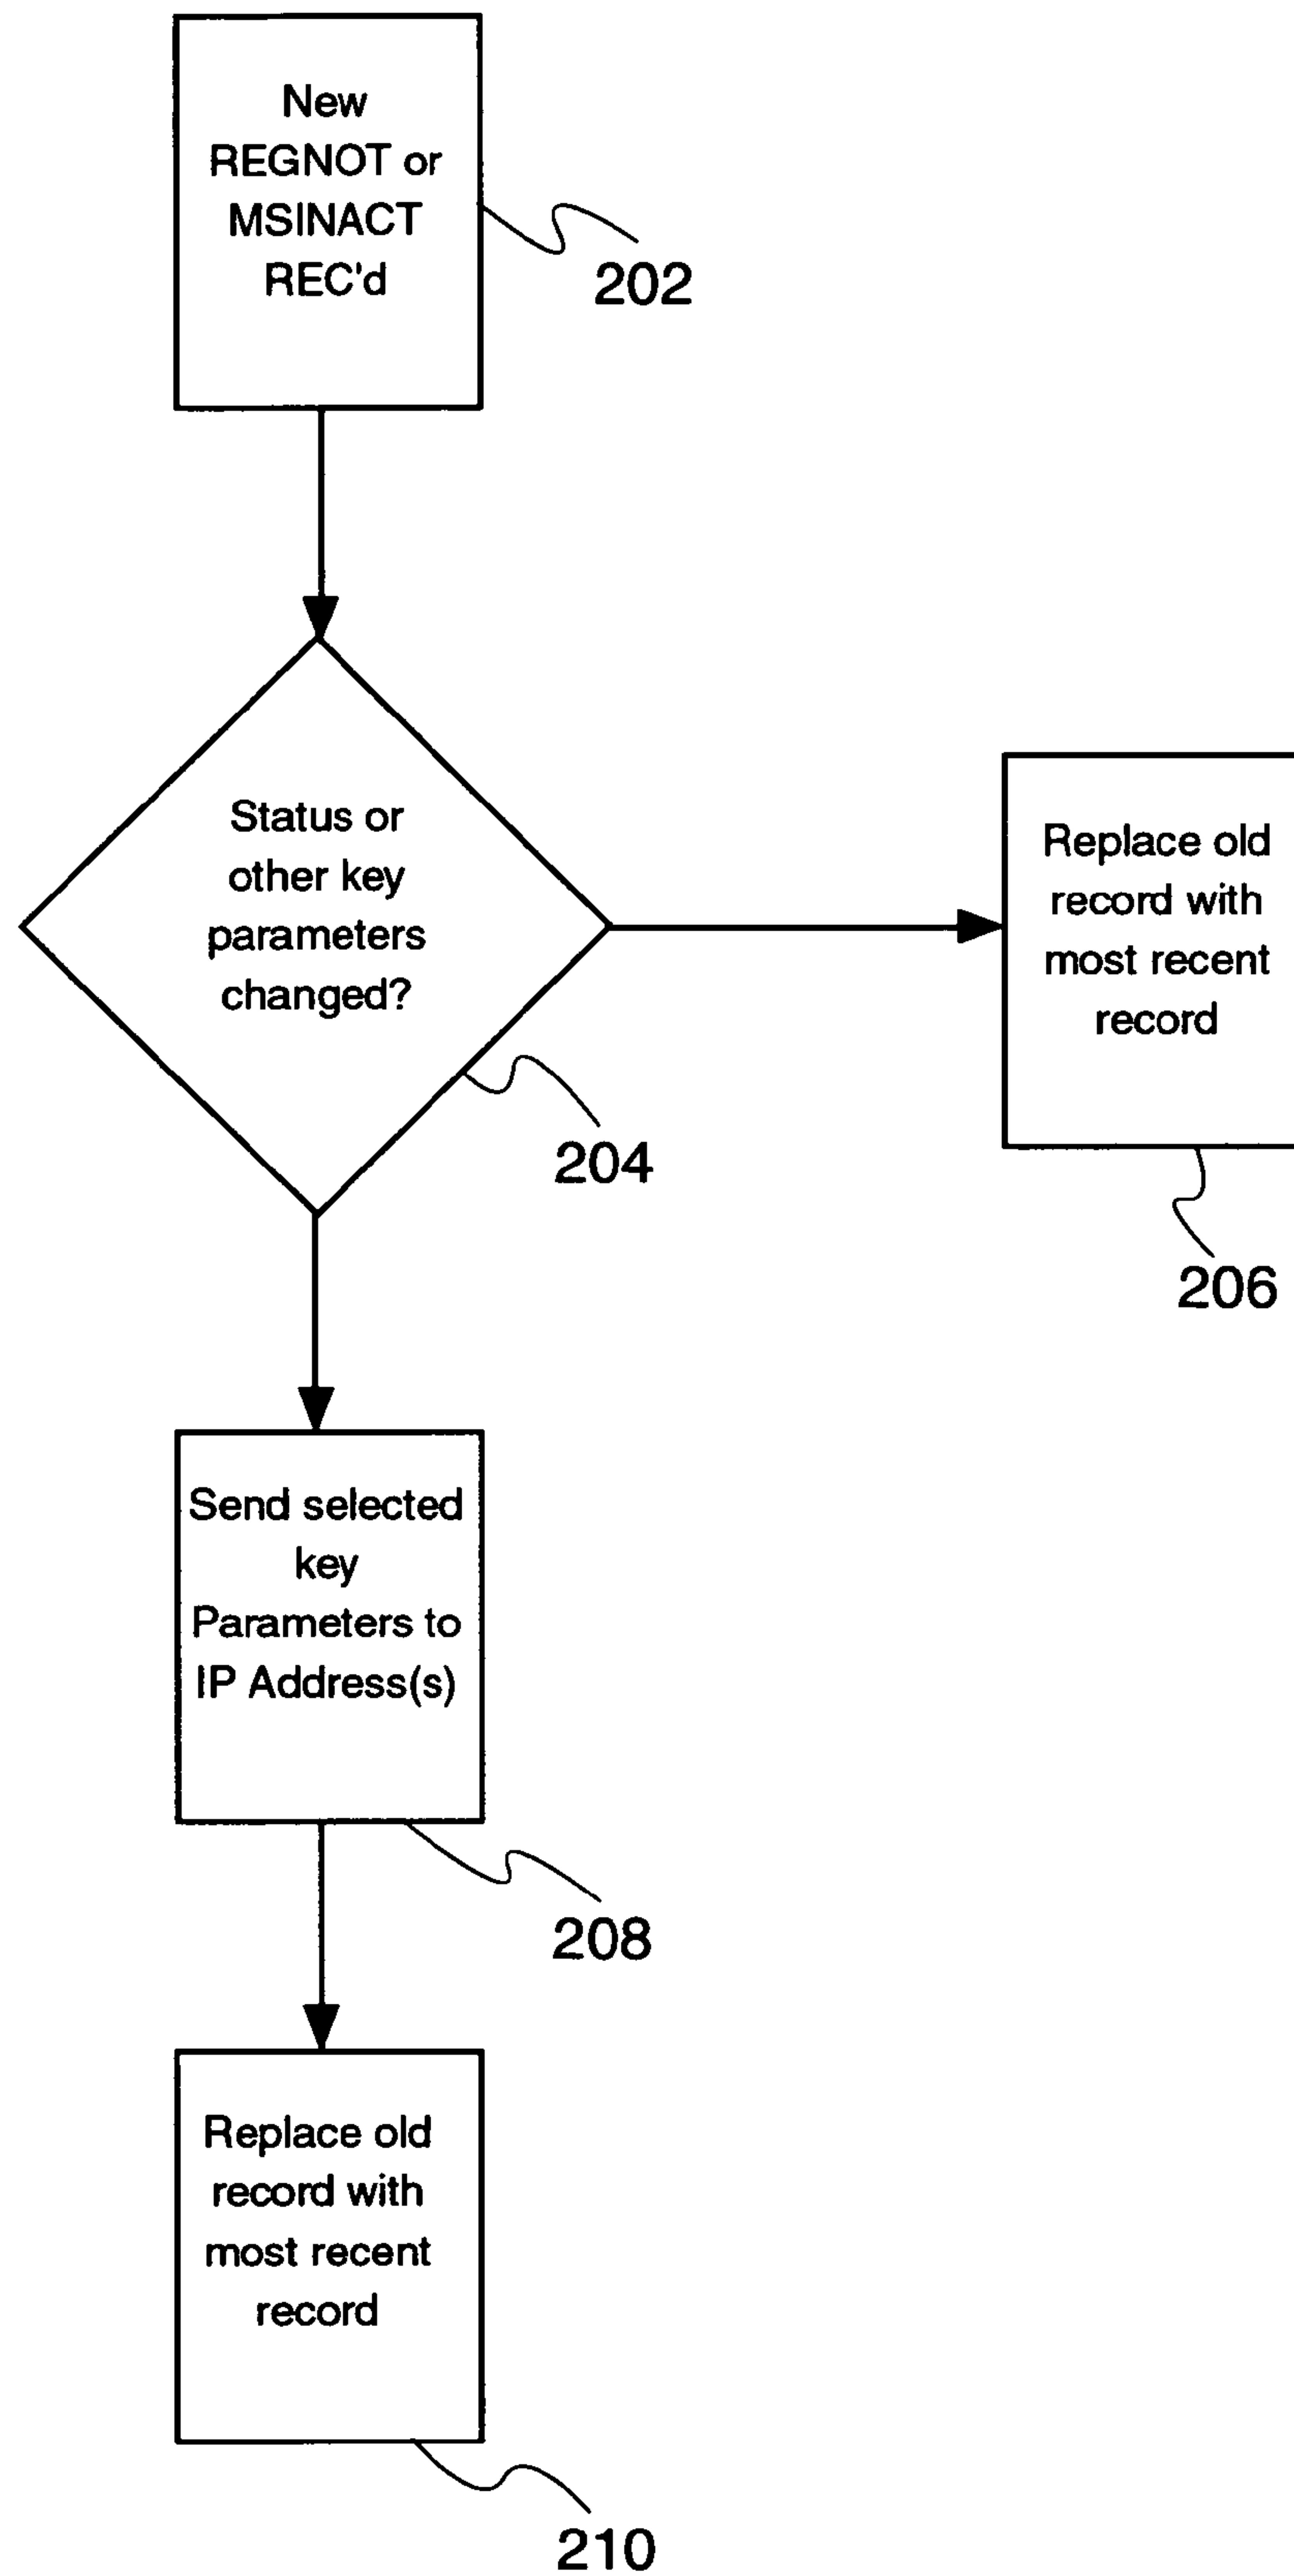 New
REGNOT or
MSINACT
REC'd
202
Status or
other key
parameters
changed?
204
Replace old
record with
most recent
record
206
Send selected
key
Parameters to
IP Address(s)
208
Replace old
record with
most recent
record
210